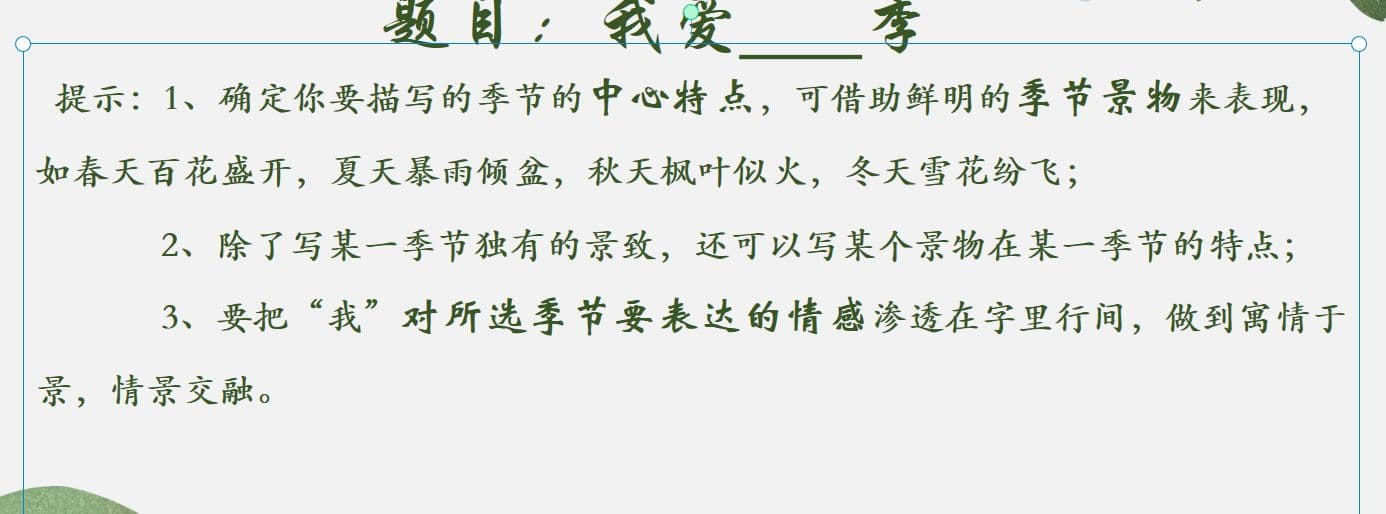 题目：我爱____季
提示：1、确定你要描写的季节的中心特点，可借助鲜明的季节景物来表现，
如春天百花盛开，夏天暴雨倾盆，秋天枫叶似火，冬天雪花纷飞；
2、除了写某一季节独有的景致，还可以写某个景物在某一季节的特点；
3、要把“我”对所选季节要表达的情感渗透在字里行间，做到寓情于
景，情景交融。